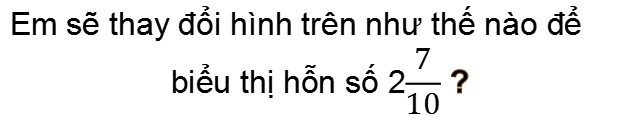 Em sẽ thay đổi hình trên như thế nào để
biểu thị hỗn số 2 7/10 ?